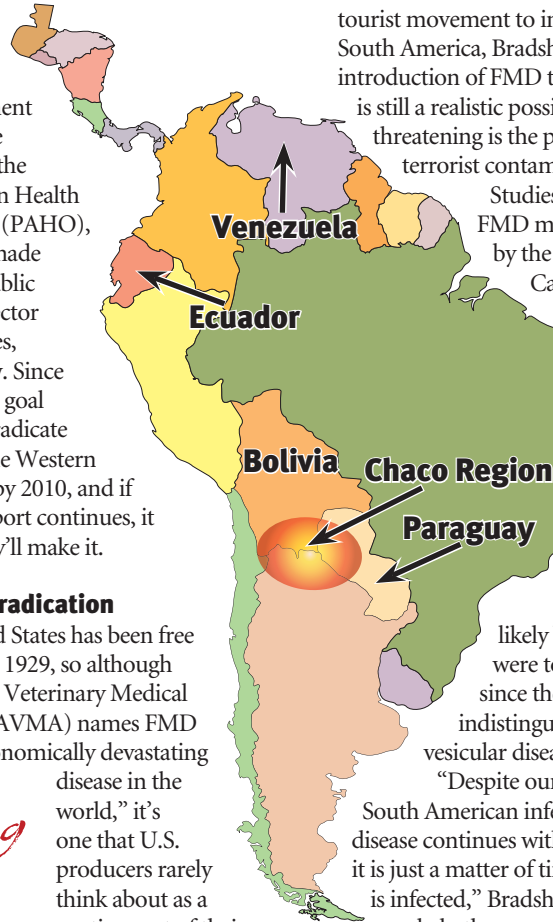 ment
e
the
n Health
(PAHO),
made
blic
ctor
es,
y. Since
goal
radicate
e Western
by 2010, and if
port continues, it
y’ll make it.
radication
d States has been free
1929, so although
Veterinary Medical
AVMA) names FMD
onomically devastating
disease in the
world,” it’s
one that U.S.
producers rarely
think about as a
g
Venezuela
Ecuador
Bolivia
Chaco Region
Paraguay
tourist movement to in
South America, Bradsh
introduction of FMD t
is still a realistic possi
threatening is the p
terrorist contam
Studies
FMD m
by the
Ca
likely
were to
since the
indistingu
vesicular disea
“Despite our
South American infe
disease continues with
it is just a matter of ti
is infected,” Bradsh